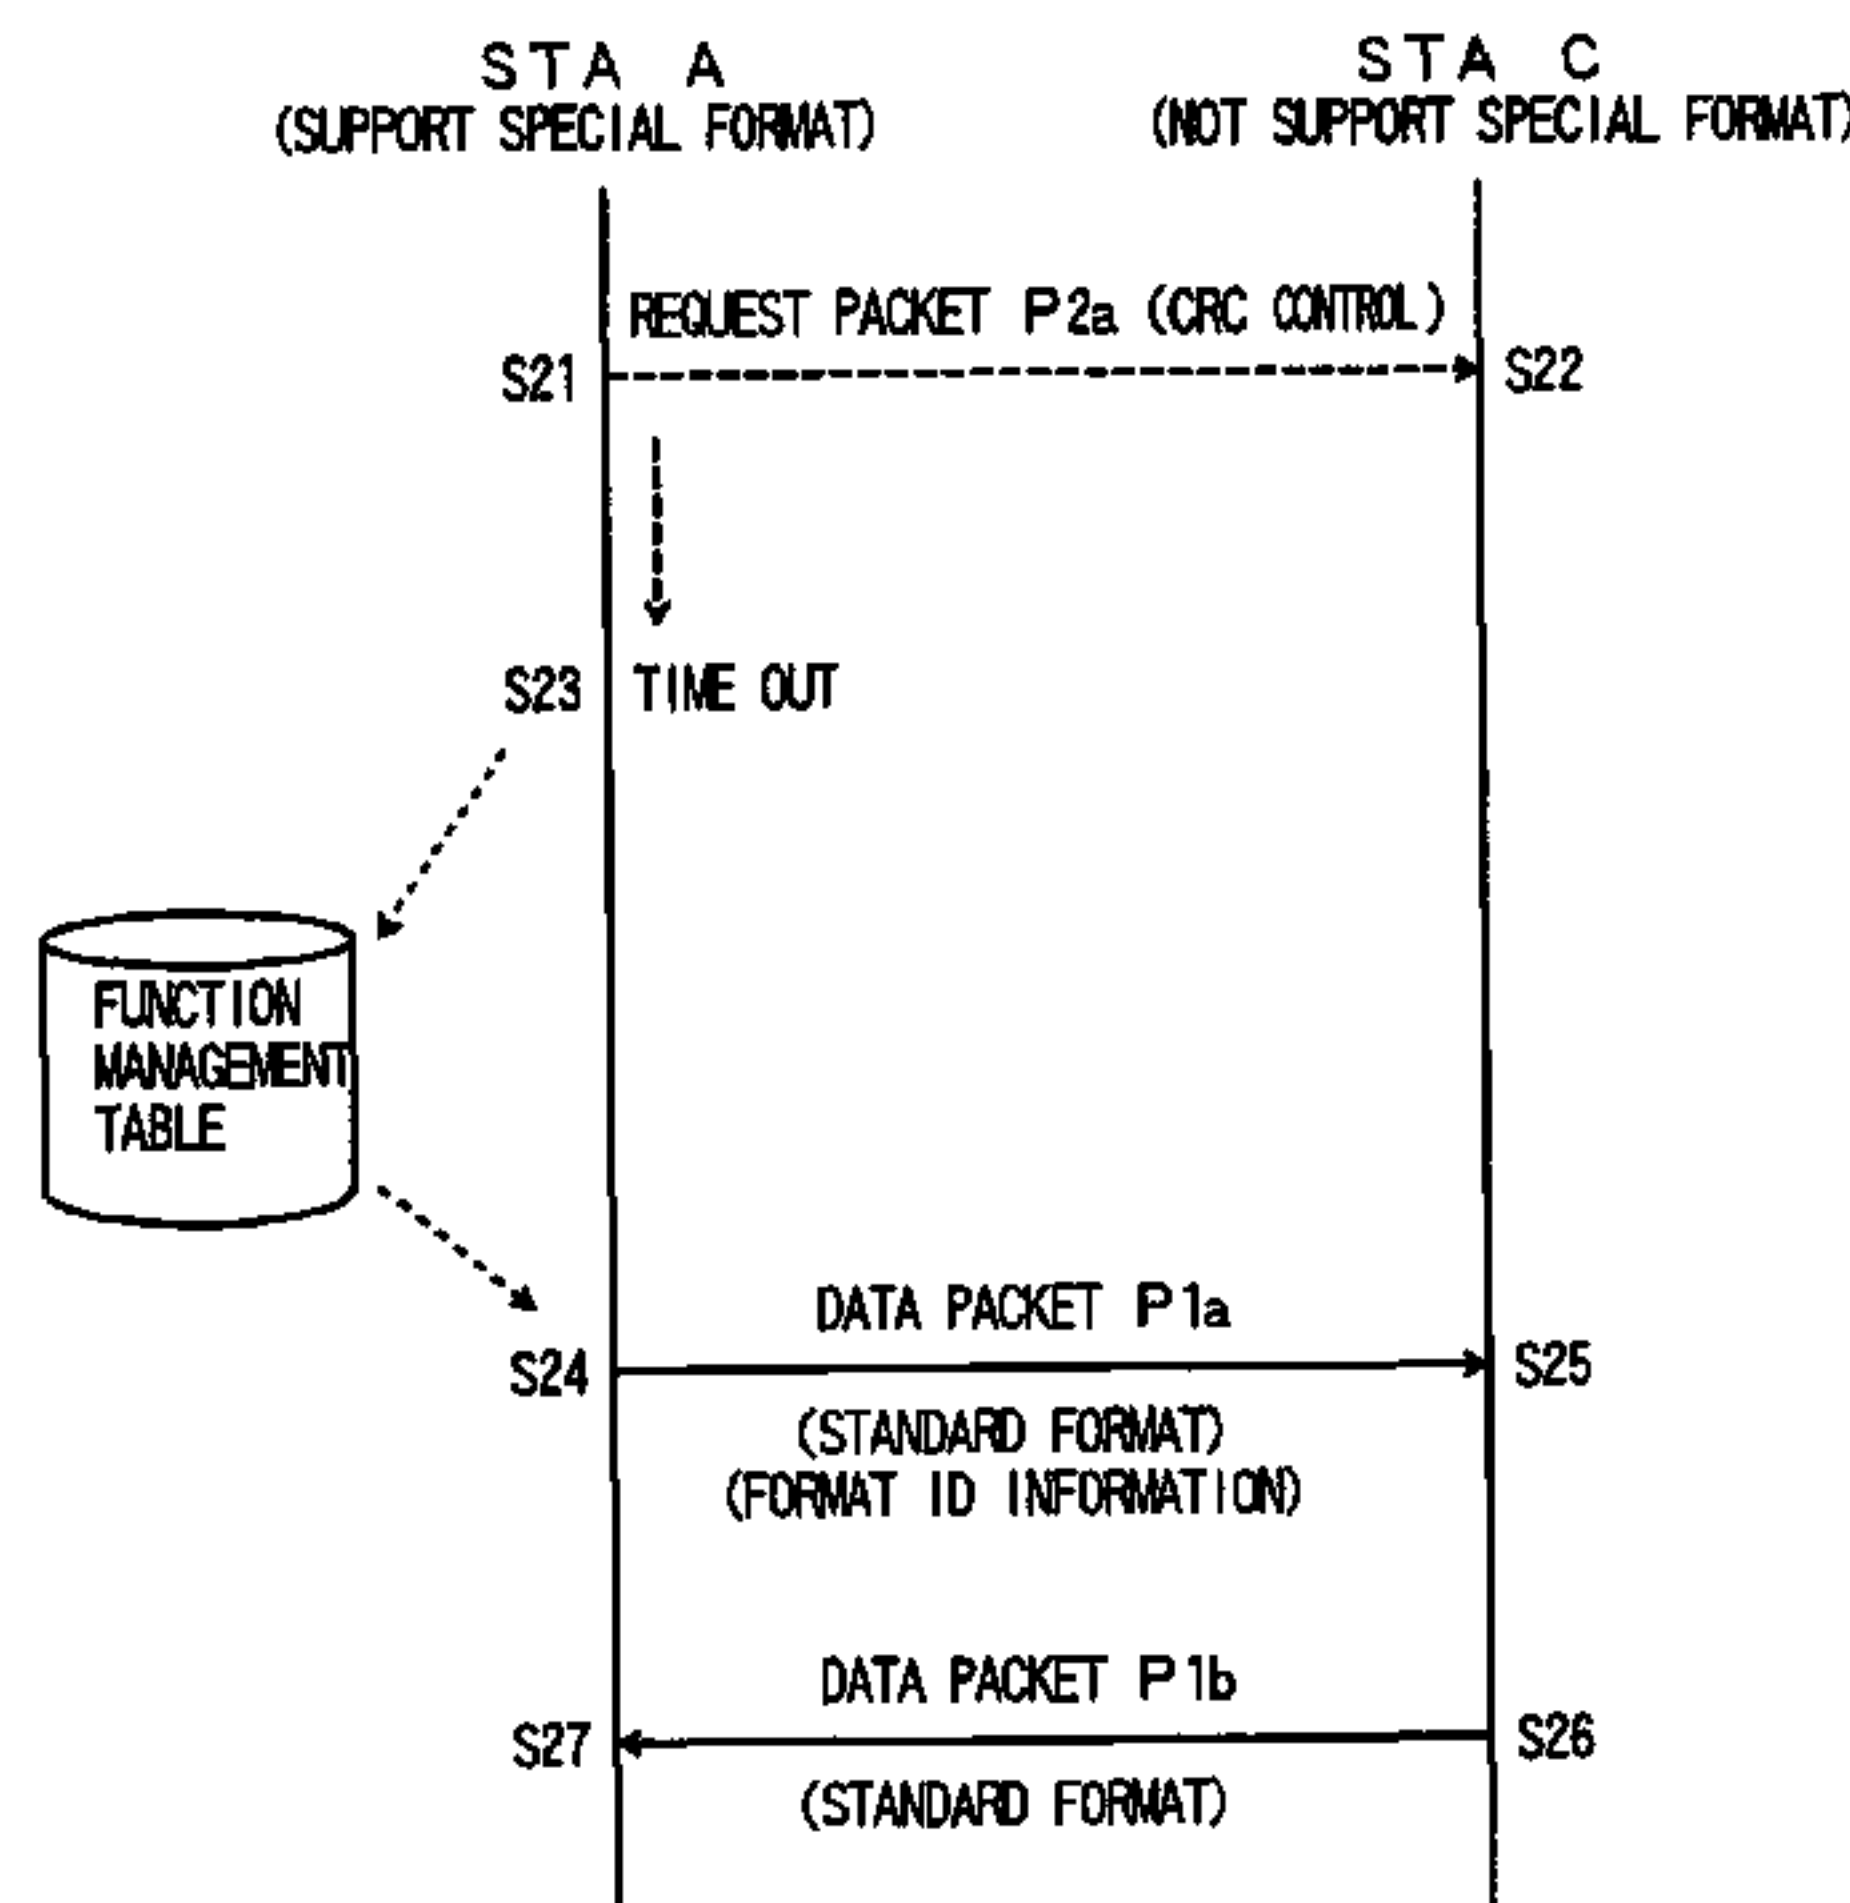 STA A
(SUPPORT SPECIAL FORMAT)
STA C
(NOT SUPPORT SPECIAL FORMAT)
REQUEST PACKET P2a (CRC CONTROL)
S21
S22
S23
TIME OUT
FUNCTION
MANAGEMENT
TABLE
DATA PACKET P1a
S24
S25
(STANDARD FORMAT)
(FORMAT ID INFORMATION)
DATA PACKET P1b
S27
S26
(STANDARD FORMAT)